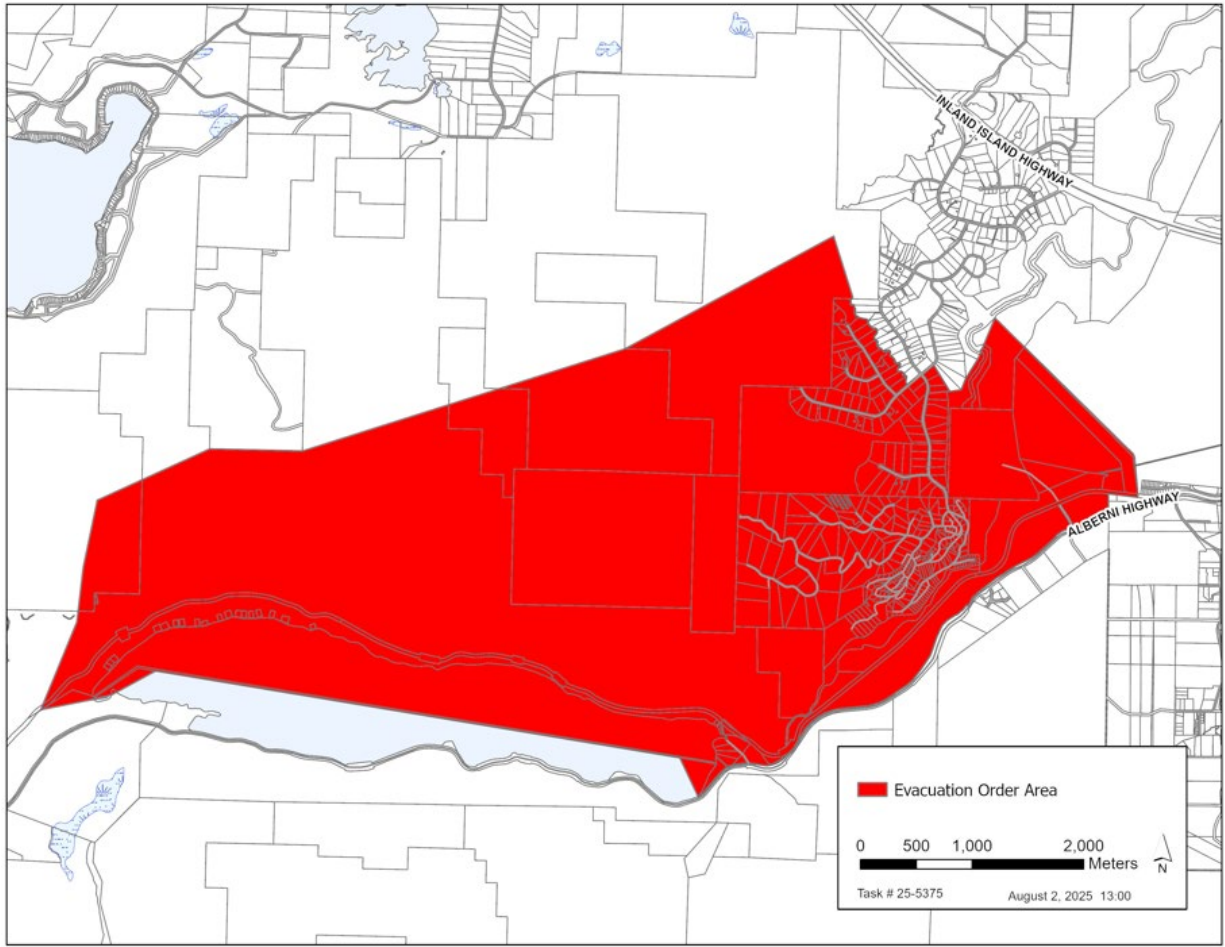 INLAND ISLAND HIGHWAY
ALBERNI HIGHWAY
Evacuation Order Area
0 500 1,000 2,000
Meters
N
Task # 25-5375 August 2, 2025 13:00